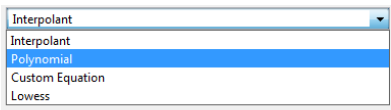 Interpolant
Interpolant
Polynomial
Custom Equation
Lowess